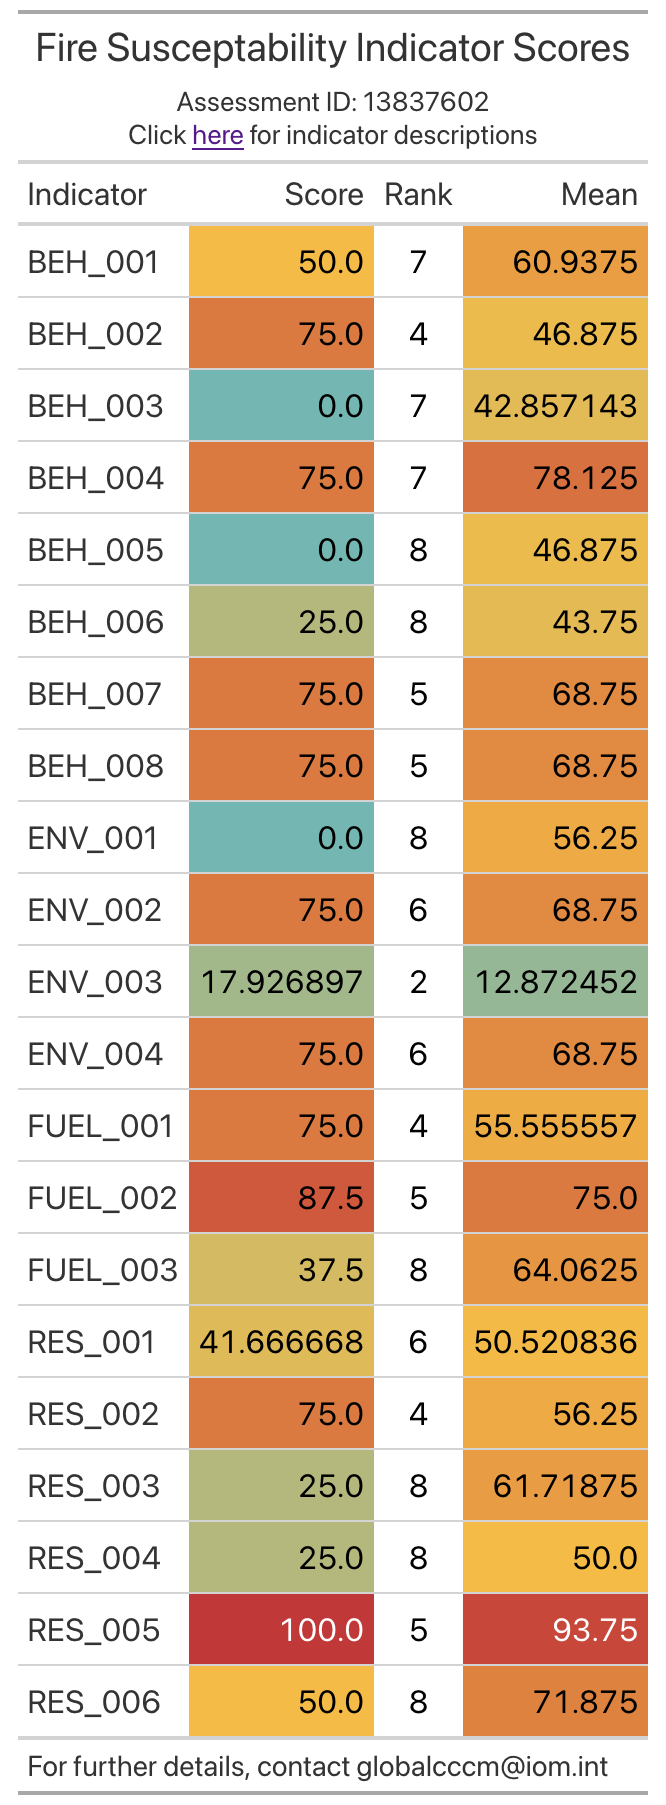 Fire Susceptability Indicator Scores
Assessment ID: 13837602
Click here for indicator descriptions
Indicator Score Rank Mean
BEH_001 50.0 7 60.9375
BEH_002 75.0 4 46.875
BEH_003 0.0 7 42.857143
BEH_004 75.0 7 78.125
BEH_005 0.0 8 46.875
BEH_006 25.0 8 43.75
BEH_007 75.0 5 68.75
BEH_008 75.0 5 68.75
ENV_001 0.0 8 56.25
ENV_002 75.0 6 68.75
ENV_003 17.926897 2 12.872452
ENV_004 75.0 6 68.75
FUEL_001 75.0 4 55.555557
FUEL_002 87.5 5 75.0
FUEL_003 37.5 8 64.0625
RES_001 41.666668 6 50.520836
RES_002 75.0 4 56.25
RES_003 25.0 8 61.71875
RES_004 25.0 8 50.0
RES_005 100.0 5 93.75
RES_006 50.0 8 71.875
For further details, contact globalcccm@iom.int